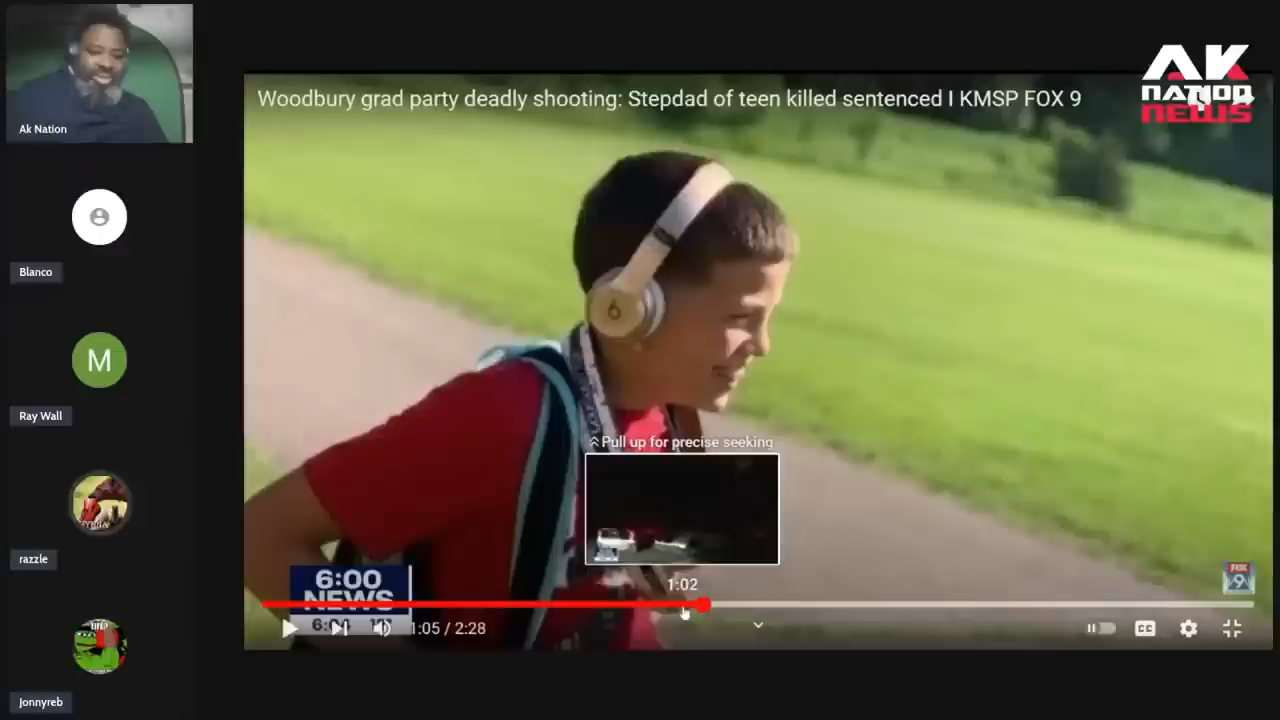 Ak Nation
Blanco
M
Ray Wall
razzle
Jonnyreb
Woodbury grad party deadly shooting: Stepdad of teen killed sentenced I KMSP FOX 9
AK
NATION
NEWS
Pull up for precise seeking
1:02
6:00
NEWS
1:05 / 2:28
CC
FOX
9